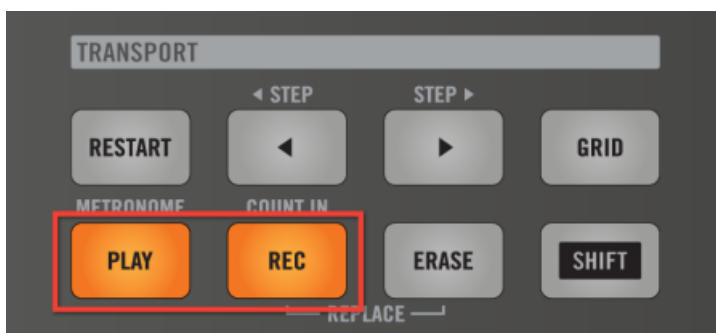 TRANSPORT
◂ STEP STEP ▸
RESTART ◀ ▶ GRID
METRONOME COUNT IN
PLAY REC ERASE SHIFT
REPLACE